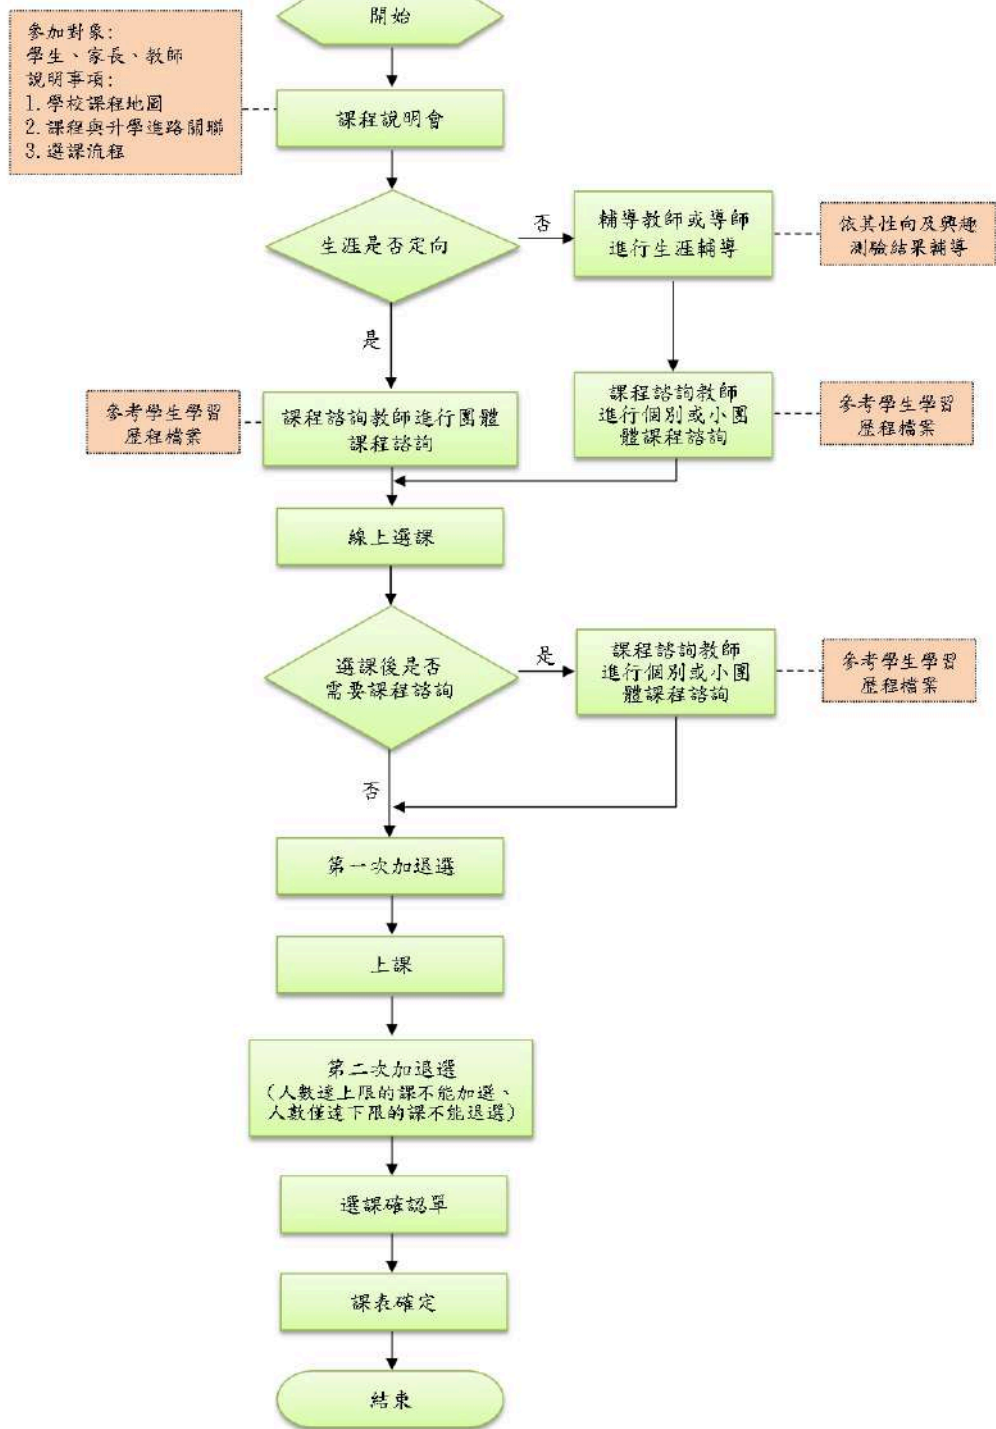 開始
參加對象:
學生、家長、教師
說明事項:
1.學校課程地圖
2.課程與升學進路關聯
3.選課流程
課程說明會
生涯是否定向
否
輔導教師或導師
進行生涯輔導
依其性向及興趣
測驗結果輔導
是
參考學生學習
歷程檔案
課程諮詢教師進行團體
課程諮詢
課程諮詢教師
進行個別或小團
體課程諮詢
參考學生學習
歷程檔案
線上選課
選課後是否
需要課程諮詢
是
課程諮詢教師
進行個別或小團
體課程諮詢
參考學生學習
歷程檔案
否
第一次加退選
上課
第二次加退選
(人數達上限的課不能加選、
人數僅達下限的課不能退選)
選課確認單
課表確定
結束